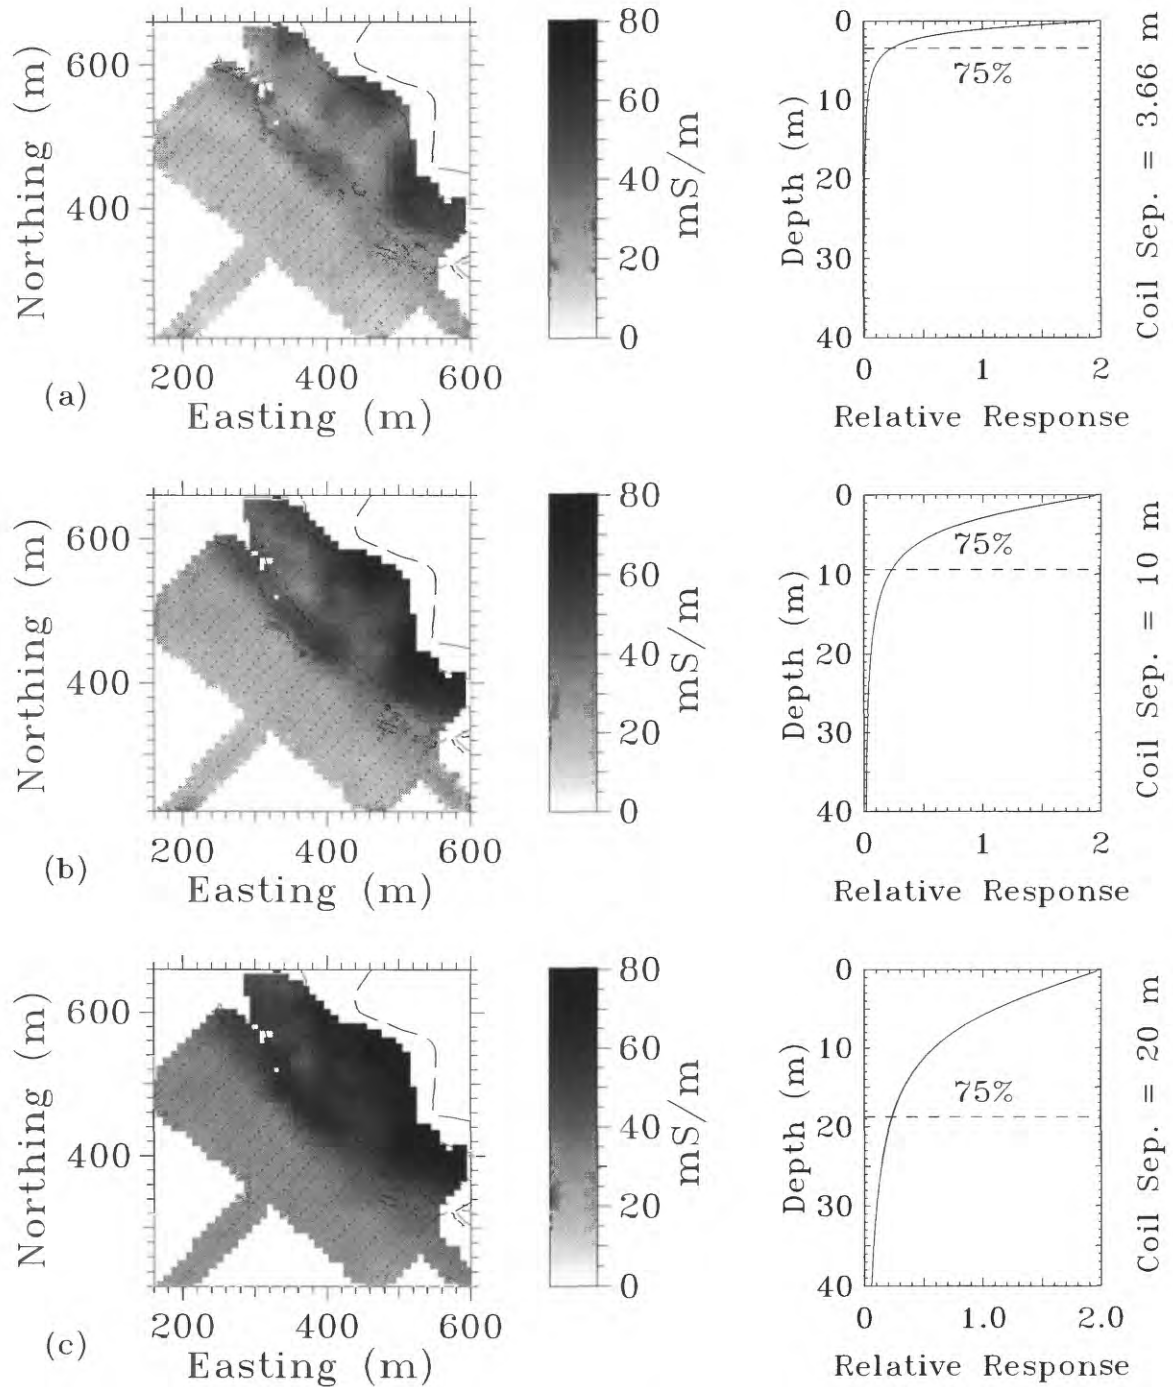 Northing (m)
600
400
200 400 600
Easting (m)
(a)
80
60
40
20
0
mS/m
Depth (m)
0
10
20
30
40
75%
0 1 2
Relative Response
Coil Sep. = 3.66 m
Northing (m)
600
400
200 400 600
Easting (m)
(b)
80
60
40
20
0
mS/m
Depth (m)
0
10
20
30
40
75%
0 1 2
Relative Response
Coil Sep. = 10 m
Northing (m)
600
400
200 400 600
Easting (m)
(c)
80
60
40
20
0
mS/m
Depth (m)
0
10
20
30
40
75%
0 1.0 2.0
Relative Response
Coil Sep. = 20 m